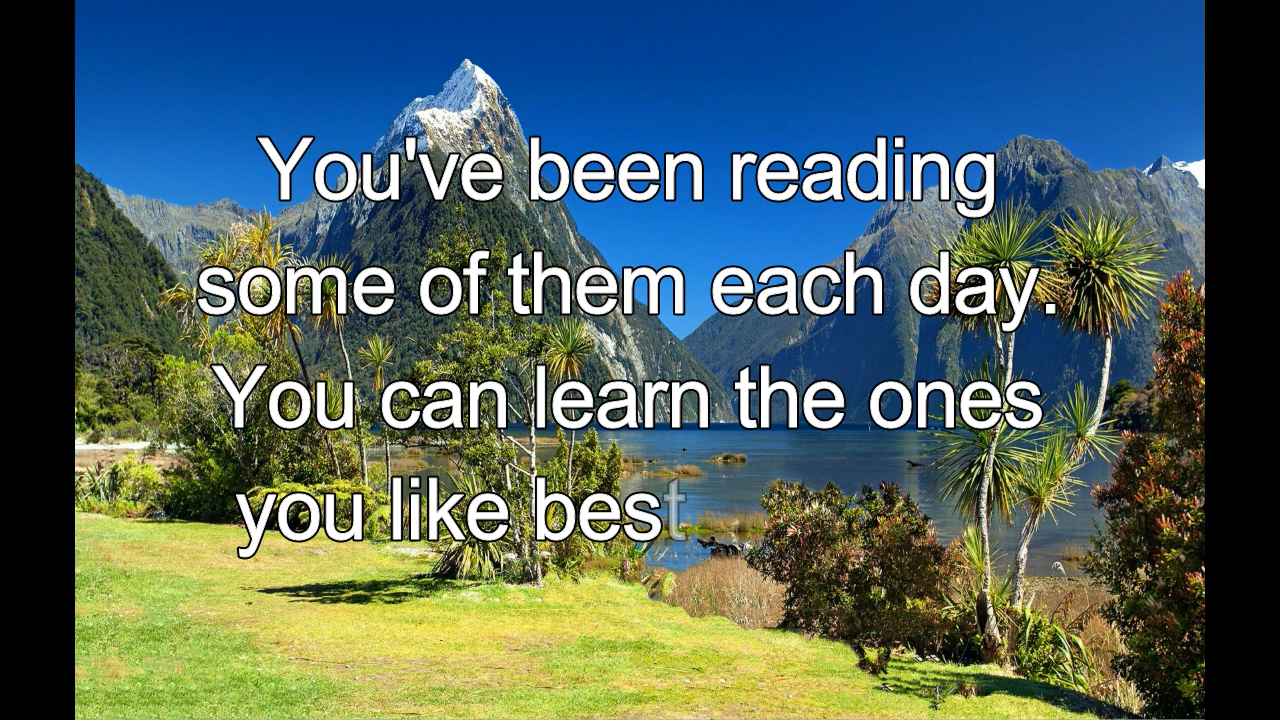 You've been reading
some of them each day.
You can learn the ones
you like best